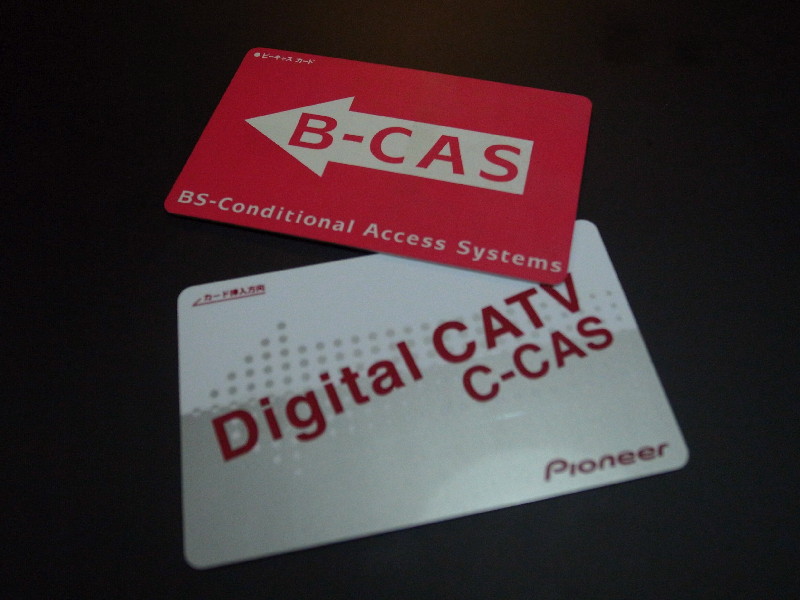 ビーキャス カード
B-CAS
BS-Conditional Access Systems
カード挿入方向
Digital CATV
C-CAS
Pioneer